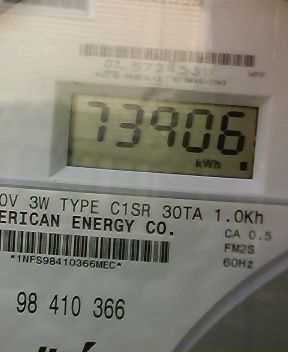 73906
kWh
0V 3W TYPE C1SR 30TA 1.0Kh
ERICAN ENERGY CO.
CA 0.5
FM2S
*1NFS98410366MEC*
60Hz
98 410 366